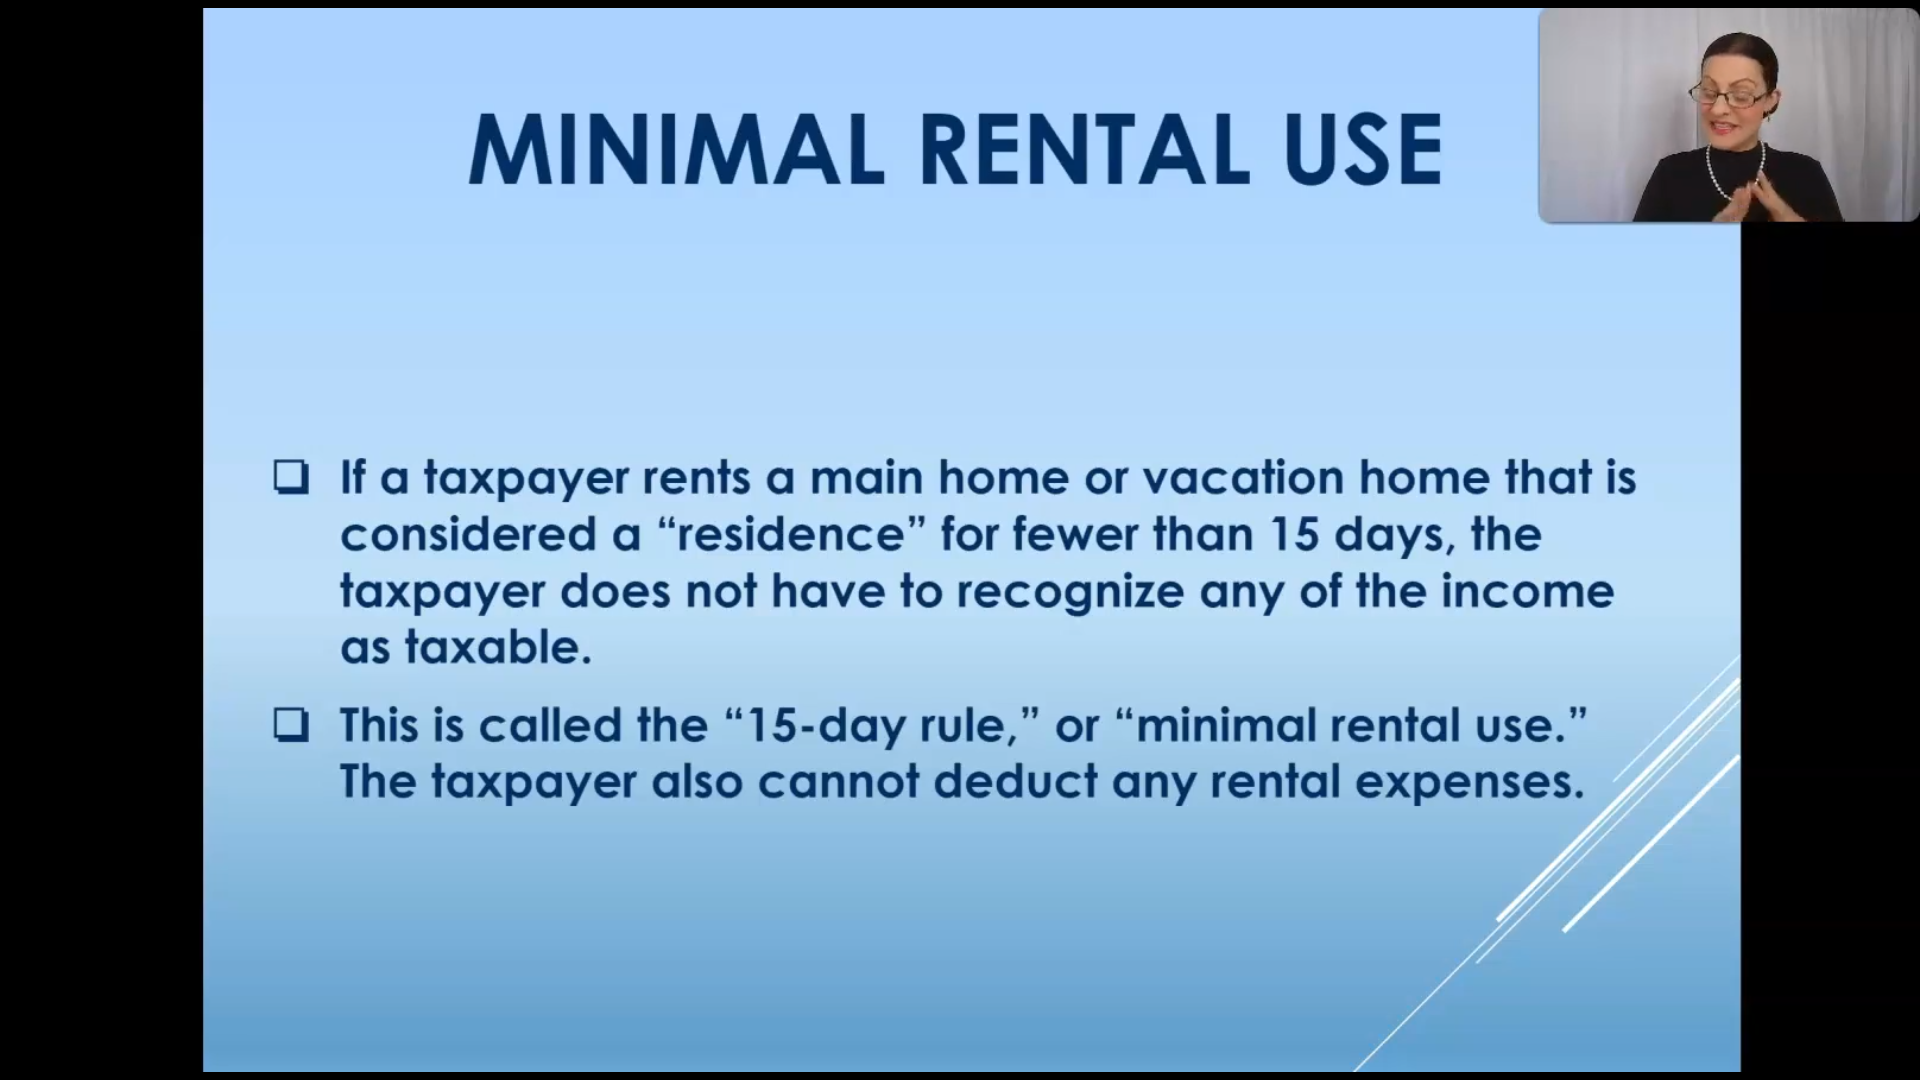 MINIMAL RENTAL USE
❑ If a taxpayer rents a main home or vacation home that is
considered a “residence” for fewer than 15 days, the
taxpayer does not have to recognize any of the income
as taxable.
❑ This is called the “15-day rule,” or “minimal rental use.”
The taxpayer also cannot deduct any rental expenses.